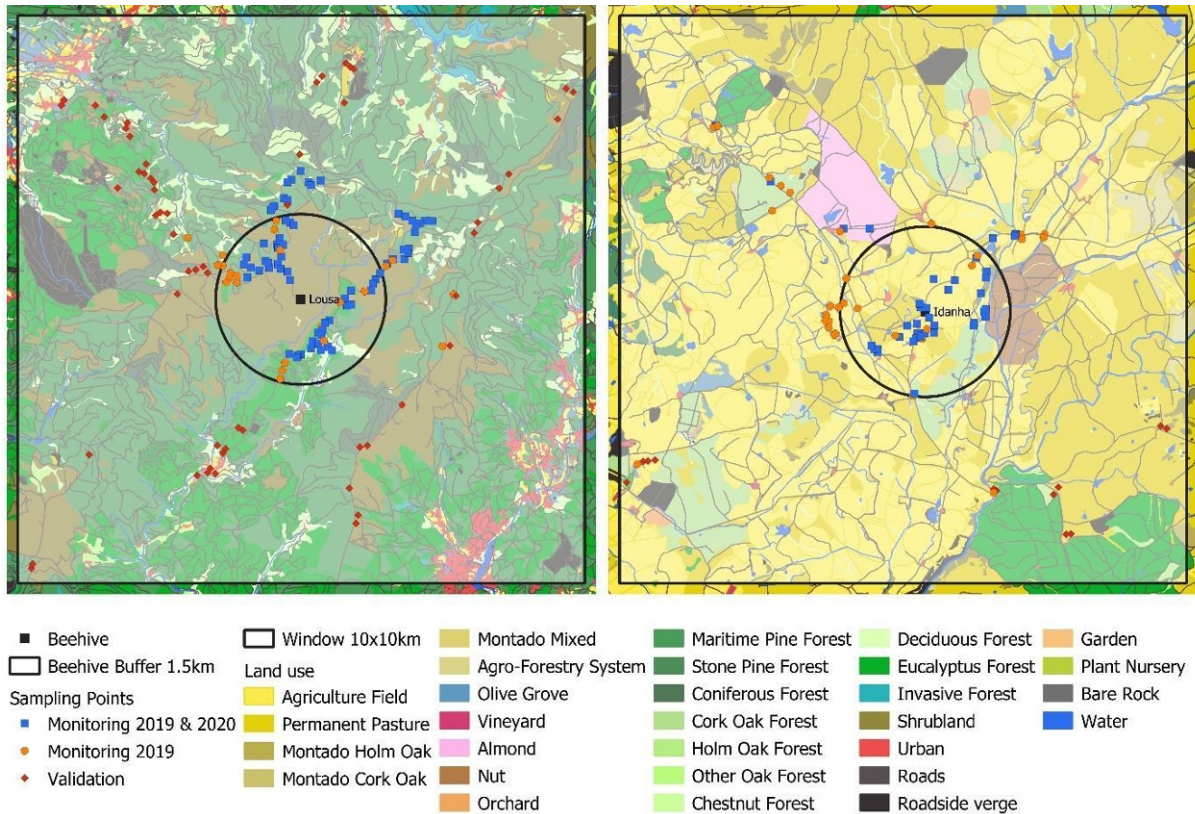 Lousa
Idanha
Beehive
Beehive Buffer 1.5km
Sampling Points
Monitoring 2019 & 2020
Monitoring 2019
Validation
Window 10x10km
Land use
Agriculture Field
Permanent Pasture
Montado Holm Oak
Montado Cork Oak
Montado Mixed
Agro-Forestry System
Olive Grove
Vineyard
Almond
Nut
Orchard
Maritime Pine Forest
Stone Pine Forest
Coniferous Forest
Cork Oak Forest
Holm Oak Forest
Other Oak Forest
Chestnut Forest
Deciduous Forest
Eucalyptus Forest
Invasive Forest
Shrubland
Urban
Roads
Roadside verge
Garden
Plant Nursery
Bare Rock
Water